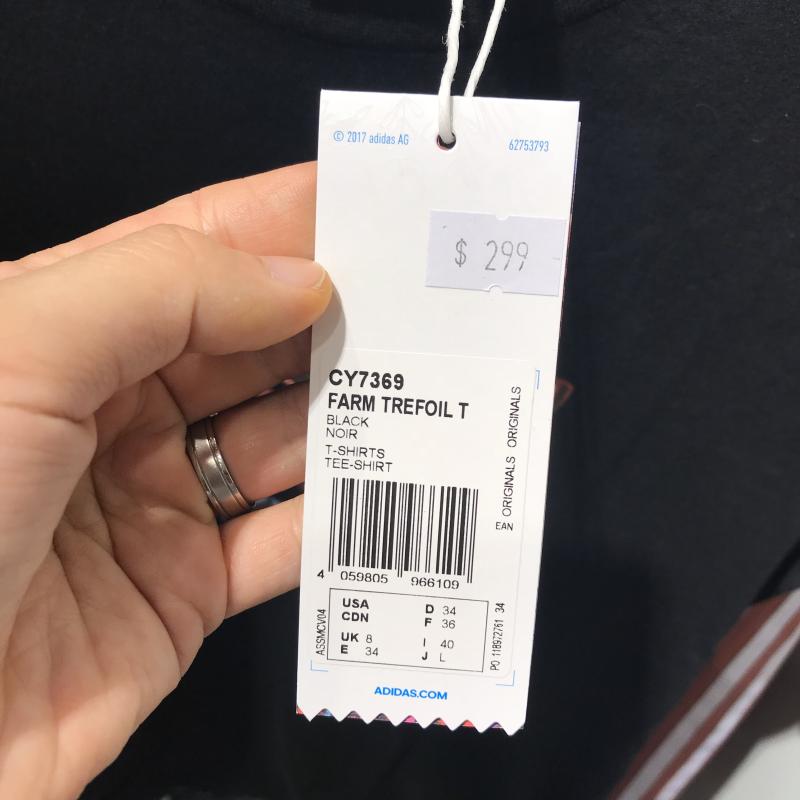 © 2017 adidas AG
62753793
$ 299
CY7369
FARM TREFOIL T
BLACK
NOIR
T-SHIRTS
TEE-SHIRT
ORIGINALS ORIGINALS
EAN
4 059805 966109
ASSMCV04
USA
CDN
UK 8
E 34
D 34
F 36
I 40
J L
PO 118972761 34
ADIDAS.COM